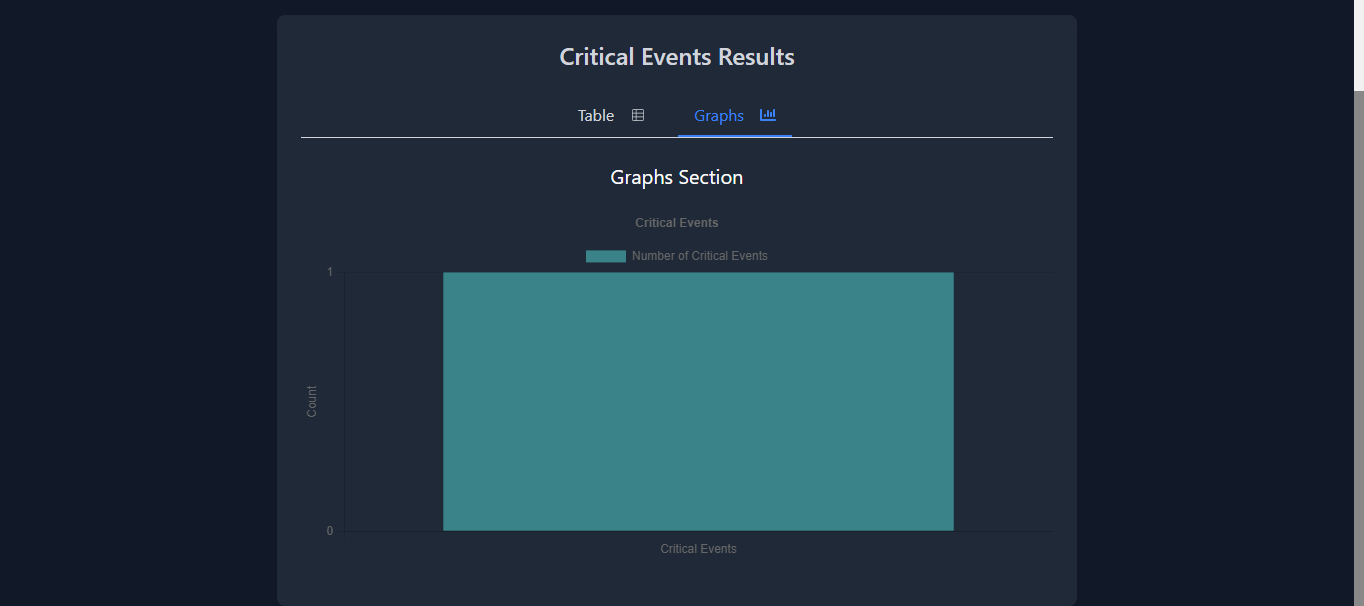 Critical Events Results
Table Graphs
Graphs Section
Critical Events
Number of Critical Events
1
Count
0
Critical Events